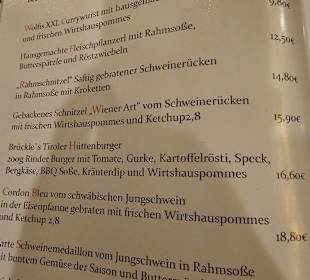 Wolfis XXL Currywurst mit hausgemachter
und frischen Wirtshauspommes
9,80€
Hausgemachte Fleischpflanzerl mit Rahmsoße,
Butterspätzle und Röstzwiebeln
12,50€
„Rahmschnitzel" Saftig gebratener Schweinerücken
in Rahmsoße mit Kroketten
14,80€
Gebackenes Schnitzel „Wiener Art" vom Schweinerücken
mit frischen Wirtshauspommes und Ketchup2,8
15,90€
Brückle´s Tiroler Hüttenburger
200g Rinder Burger mit Tomate, Gurke, Kartoffelrösti, Speck,
Bergkäse, BBQ Soße, Kräuterdip und Wirtshauspommes
16,60€
Cordon Bleu vom schwäbischen Jungschwein
in der Eisenpfanne gebraten mit frischen Wirtshauspommes
und Ketchup 2,8
18,80€
Schweinemedaillon vom Jungschwein in Rahmsoße
mit buntem Gemüse der Saison und